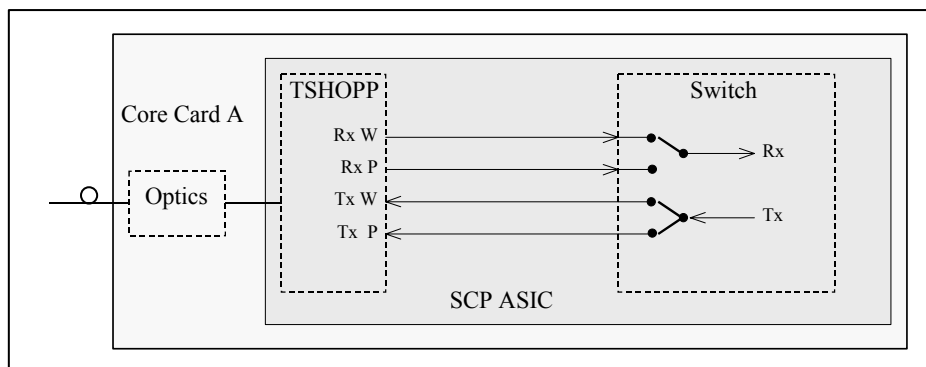 TSHOPP
Switch
Core Card A
Rx W
Rx
Rx P
Optics
Tx W
Tx
Tx P
SCP ASIC